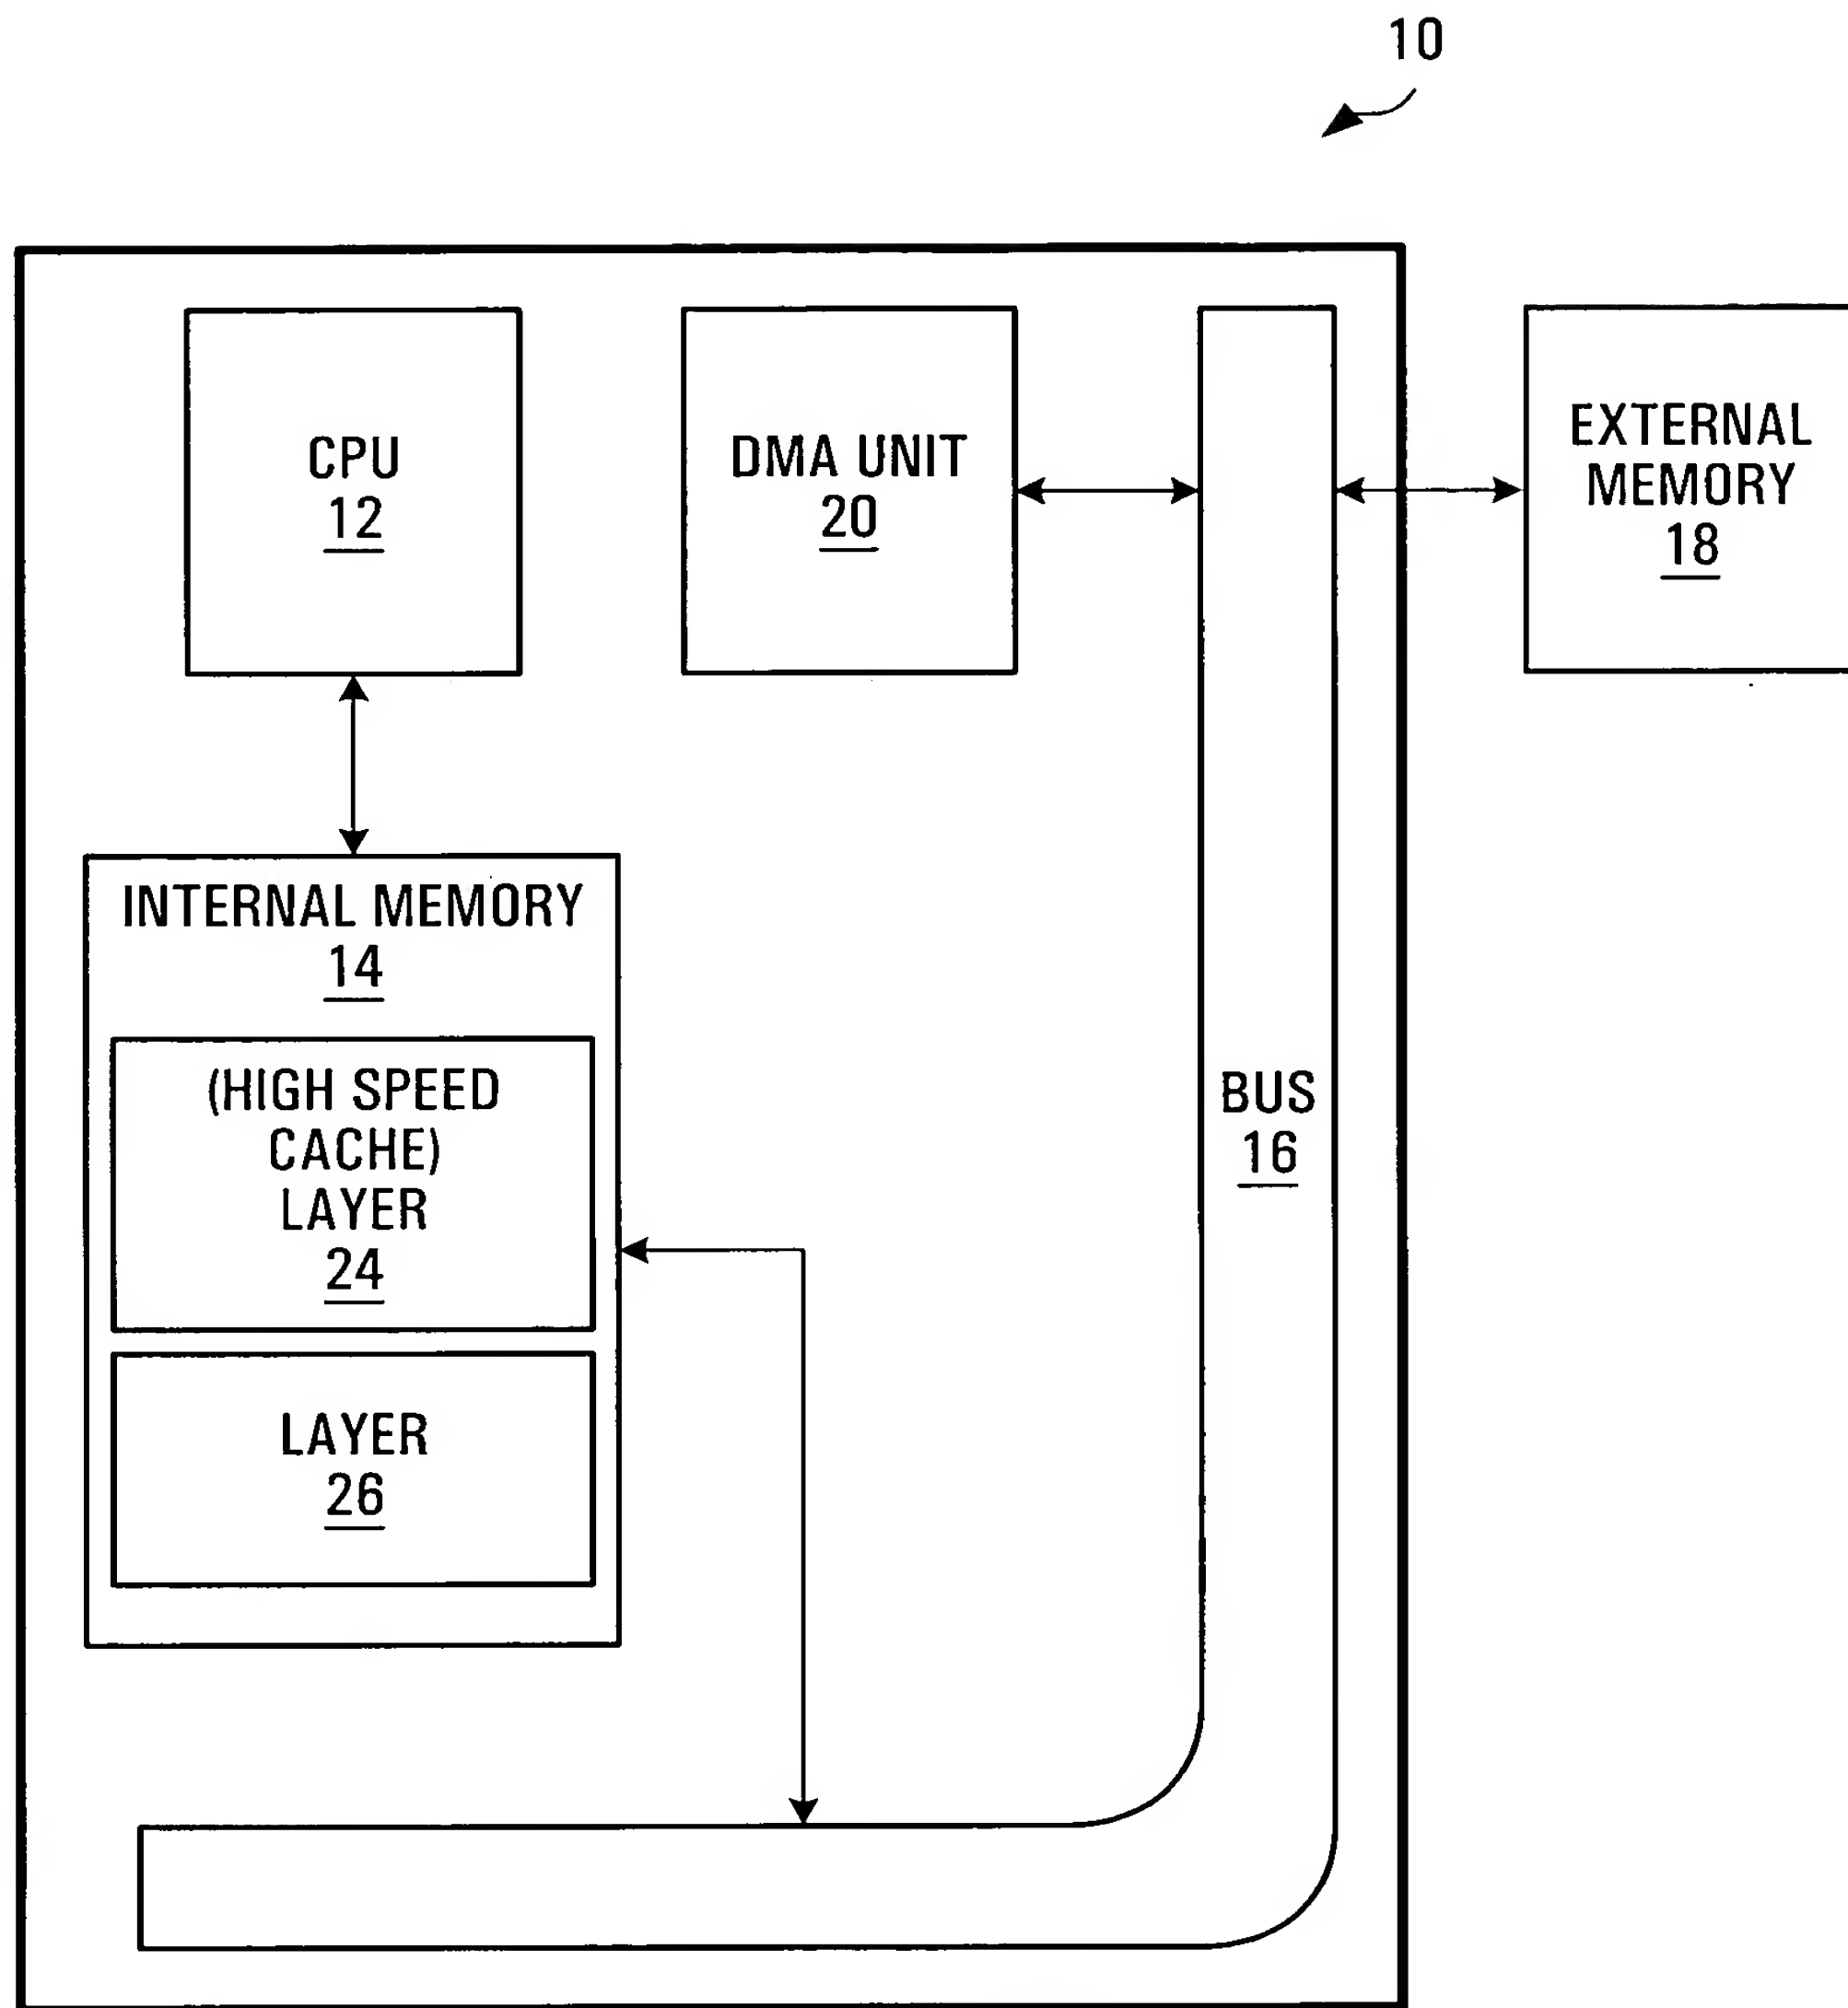 10
CPU
12
DMA UNIT
20
EXTERNAL
MEMORY
18
INTERNAL MEMORY
14
(HIGH SPEED
CACHE)
LAYER
24
BUS
16
LAYER
26